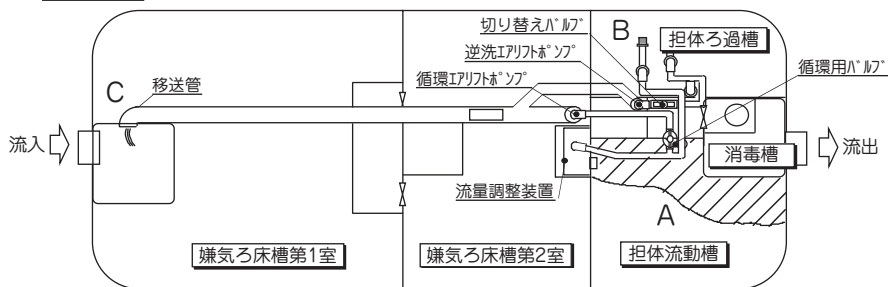 切り替えﾊﾞﾙﾌﾞ
B
担体ろ過槽
逆洗エアリフトポンプ
循環用ﾊﾞﾙﾌﾞ
循環エアリフトポンプ
C
移送管
流入
消毒槽
流出
流量調整装置
A
嫌気ろ床槽第1室
嫌気ろ床槽第2室
担体流動槽